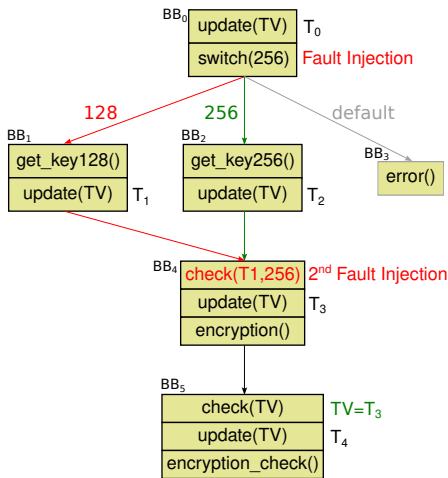 BB0
update(TV) T0
switch(256) Fault Injection
128 256 default
BB1 BB2 BB3
get_key128() get_key256() error()
update(TV) T1 update(TV) T2
BB4 check(T1,256) 2nd Fault Injection
update(TV) T3
encryption()
BB5
check(TV) TV=T3
update(TV) T4
encryption_check()